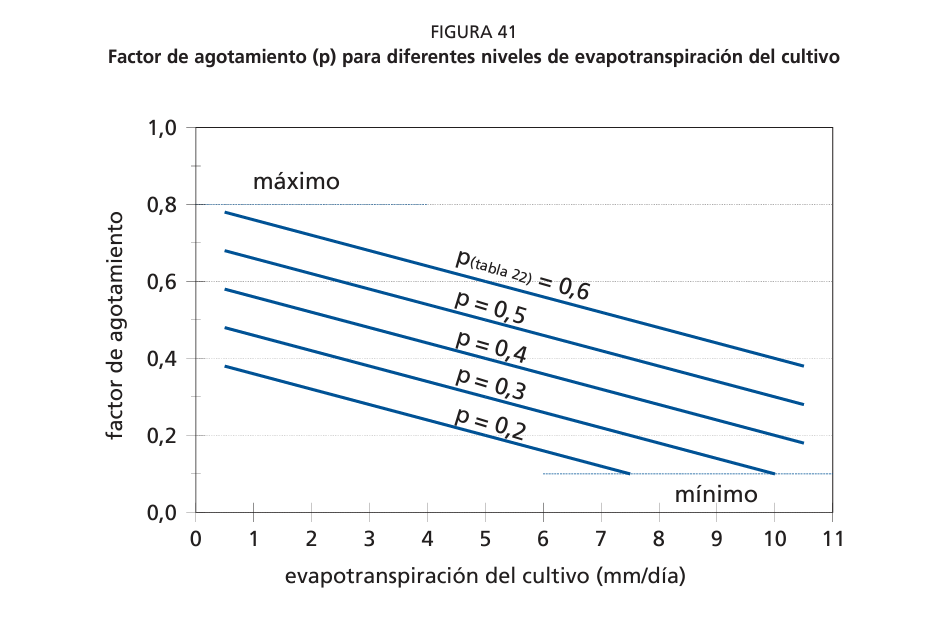 FIGURA 41
Factor de agotamiento (p) para diferentes niveles de evapotranspiración del cultivo
1,0
máximo
0,8
p(tabla 22) = 0,6
0,6
p = 0,5
p = 0,4
0,4
p = 0,3
p = 0,2
0,2
mínimo
0,0
factor de agotamiento
0 1 2 3 4 5 6 7 8 9 10 11
evapotranspiración del cultivo (mm/día)